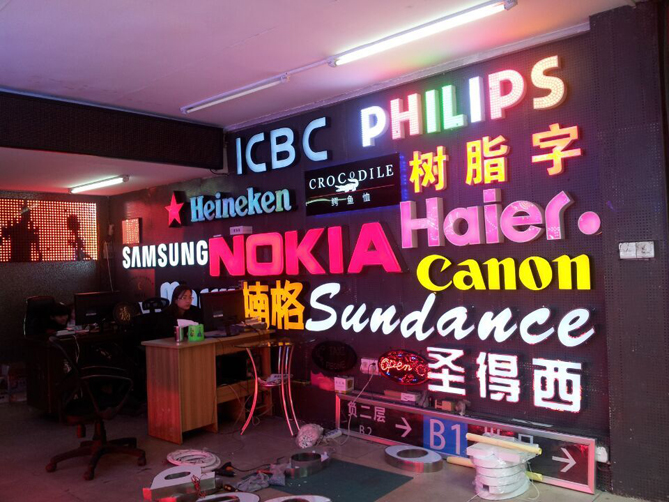 ICBC
PHILIPS
CROCODILE
鳄鱼恤
树脂字
Heineken
Haier
SAMSUNG
NOKIA
Canon
喃格
Sundance
Open
圣得西
负二层
B2
B1